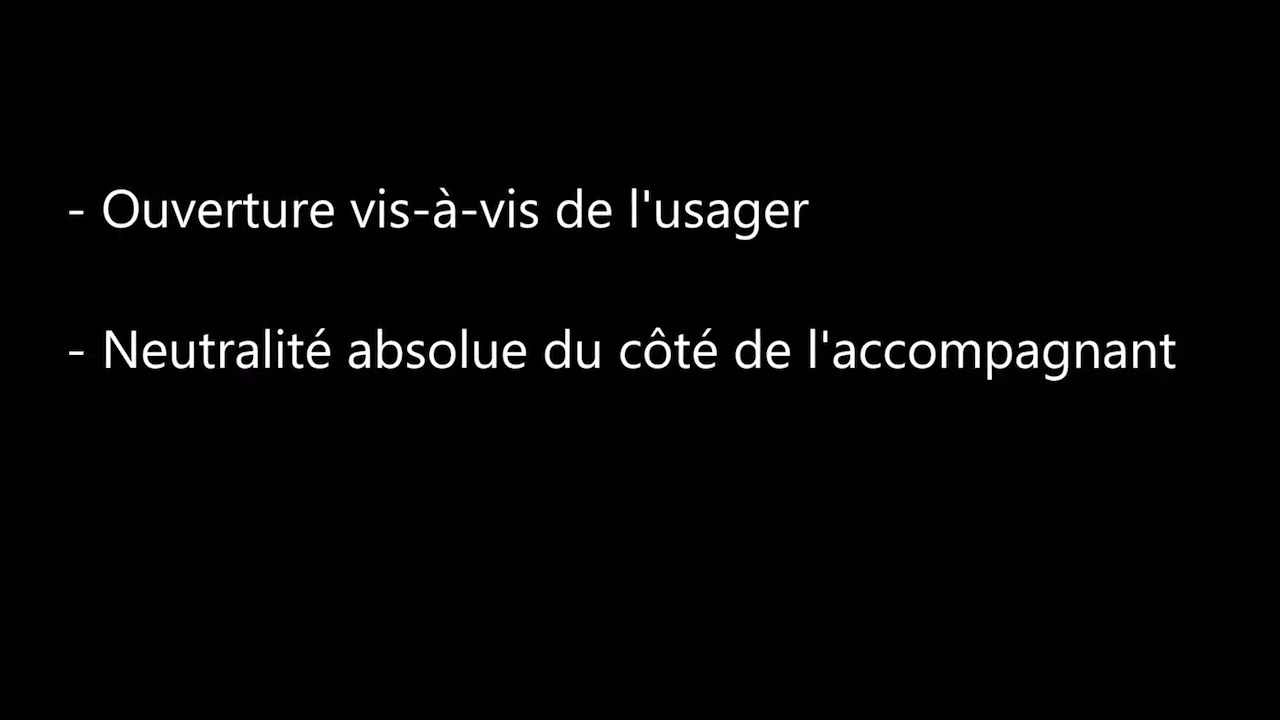 - Ouverture vis-à-vis de l'usager
- Neutralité absolue du côté de l'accompagnant